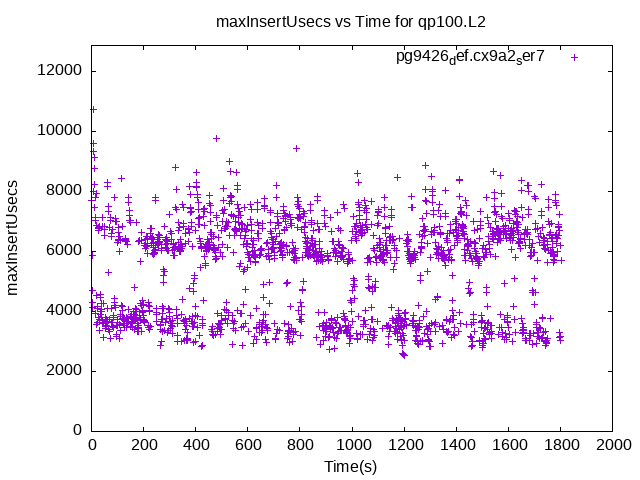 maxInsertUsecs vs Time for qp100.L2
pg9426def.cx9a2ser7
12000
10000
8000
6000
4000
2000
0
maxInsertUsecs
0 200 400 600 800 1000 1200 1400 1600 1800 2000
Time(s)